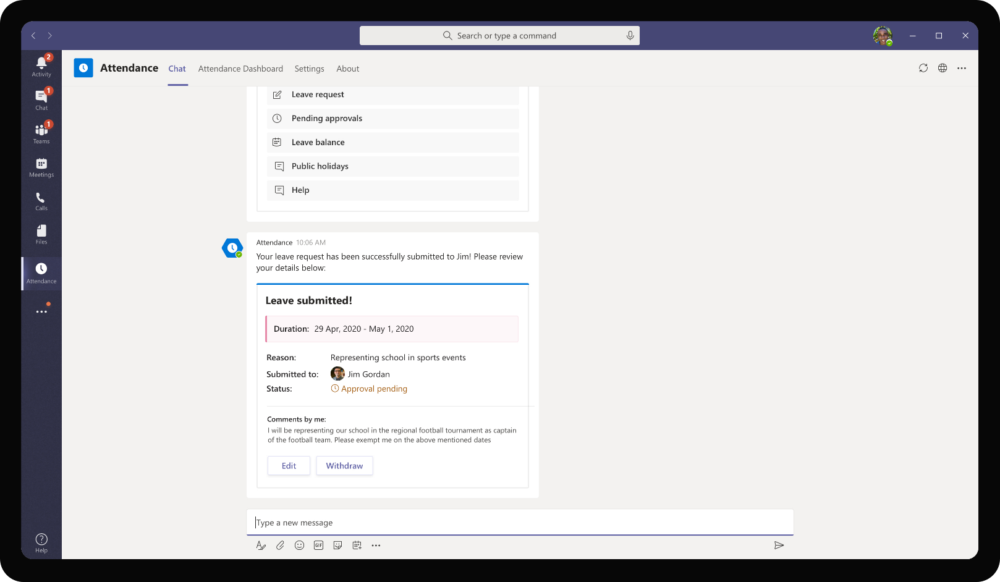 Search or type a command
2
Activity
1
Chat
1
Teams
Meetings
Calls
Files
Attendance
Help
Attendance Chat Attendance Dashboard Settings About
Leave request
Pending approvals
Leave balance
Public holidays
Help
Attendance 10:06 AM
Your leave request has been successfully submitted to Jim! Please review
your details below:
Leave submitted!
Duration: 29 Apr, 2020 - May 1, 2020
Reason: Representing school in sports events
Submitted to: Jim Gordan
Status: Approval pending
Comments by me:
I will be representing our school in the regional football tournament as captain
of the football team. Please exempt me on the above mentioned dates
Edit Withdraw
Type a new message
GIF